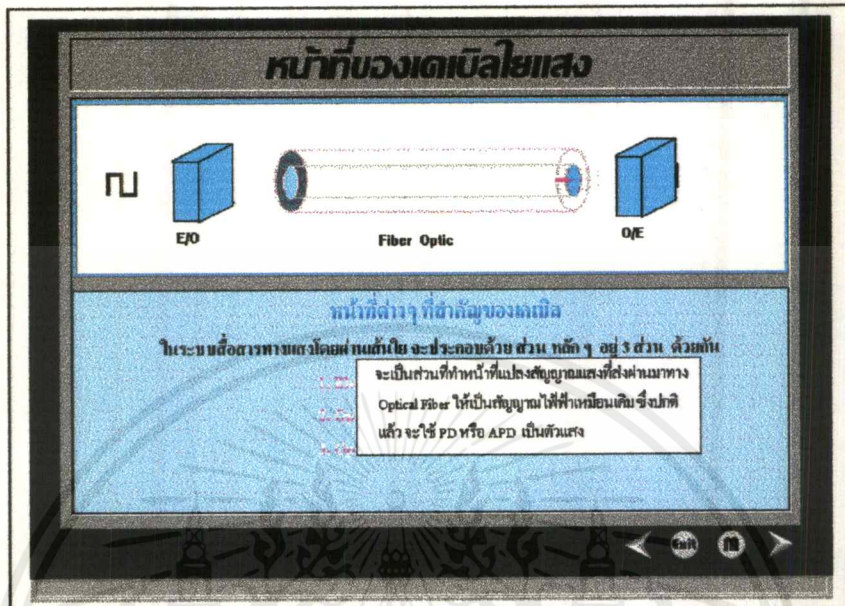 หน้าที่ของเคเบิลใยแสง
E/O
Fiber Optic
O/E
หน้าที่ต่างๆ ที่สำคัญของเคเบิล
ในระบบสื่อสารทางแสงโดยผ่านเส้นใย จะประกอบด้วย ส่วน หลัก ๆ อยู่ 3 ส่วน ด้วยกัน
จะเป็นส่วนที่ทำหน้าที่แปลงสัญญาณแสงที่ส่งผ่านมาทาง
Optical Fiber ให้เป็นสัญญาณไฟฟ้าเหมือนเดิม ซึ่งปกติ
แล้ว จะใช้ PD หรือ APD เป็นตัวแสง
1.
2.
3.
Exit